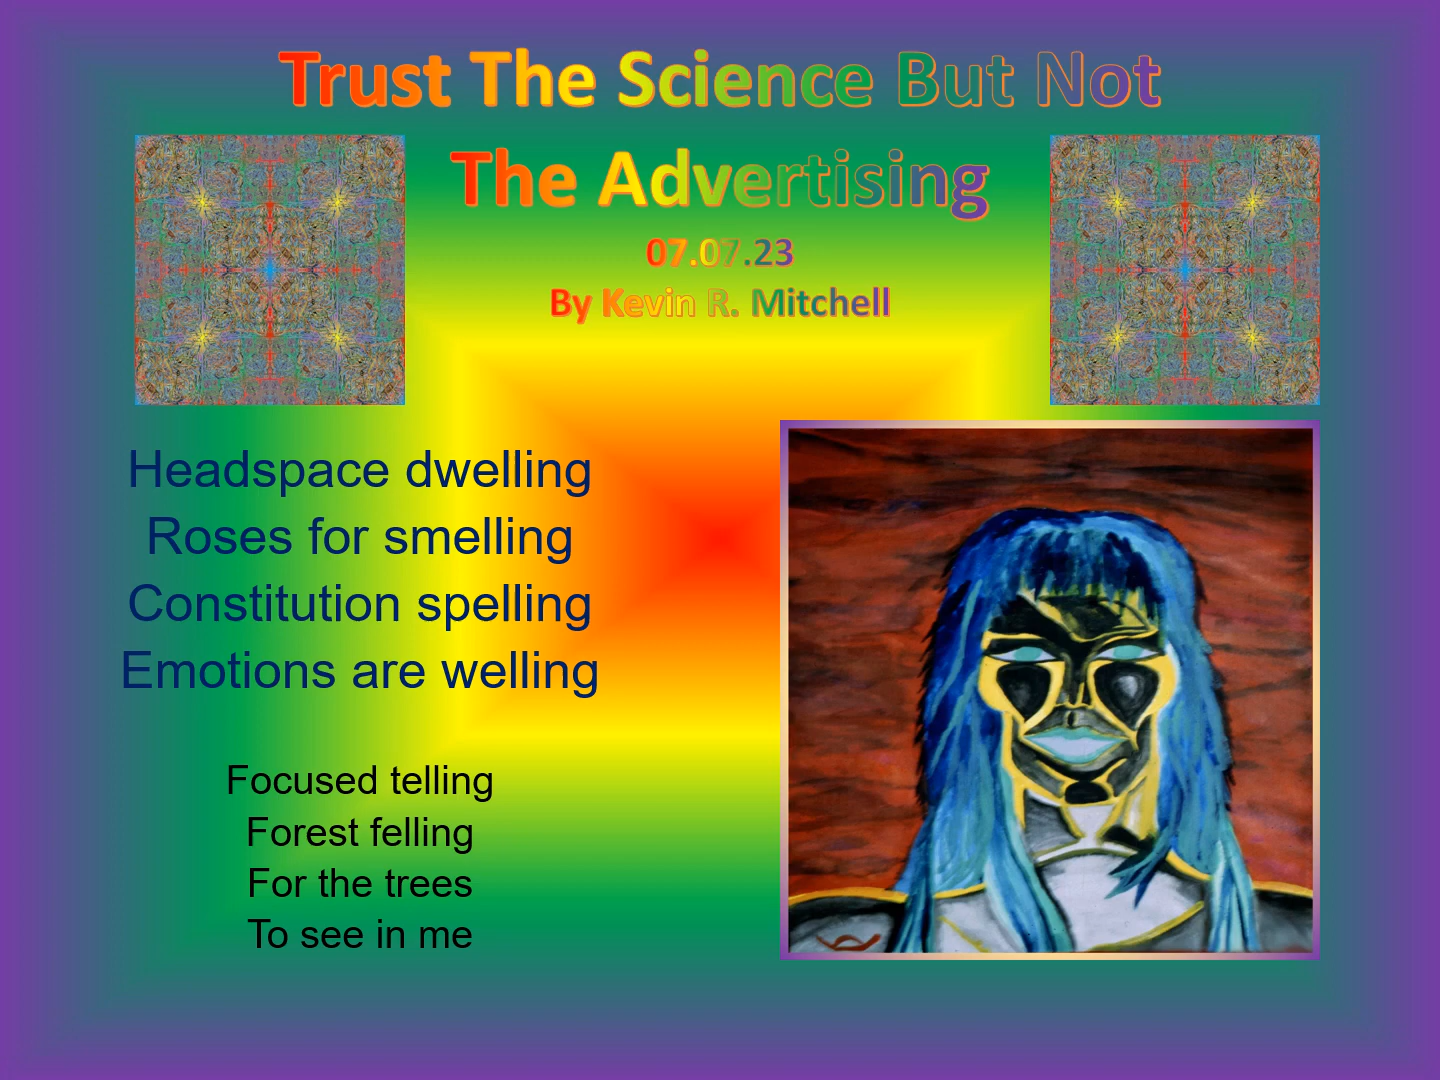 Trust The Science But Not
The Advertising
07.07.23
By Kevin R. Mitchell
Headspace dwelling
Roses for smelling
Constitution spelling
Emotions are welling
Focused telling
Forest felling
For the trees
To see in me